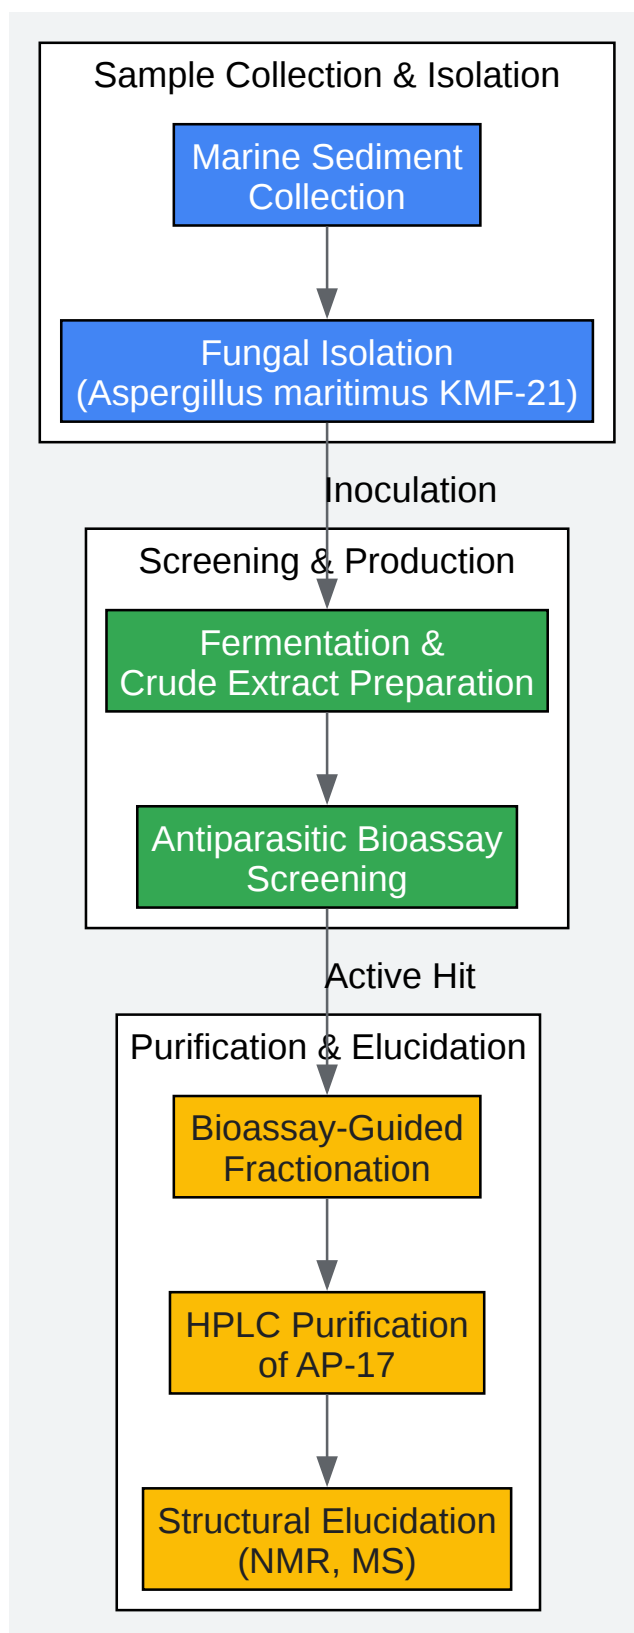 Sample Collection & Isolation
Marine Sediment
Collection
Fungal Isolation
(Aspergillus maritimus KMF-21)
Inoculation
Screening & Production
Fermentation &
Crude Extract Preparation
Antiparasitic Bioassay
Screening
Active Hit
Purification & Elucidation
Bioassay-Guided
Fractionation
HPLC Purification
of AP-17
Structural Elucidation
(NMR, MS)